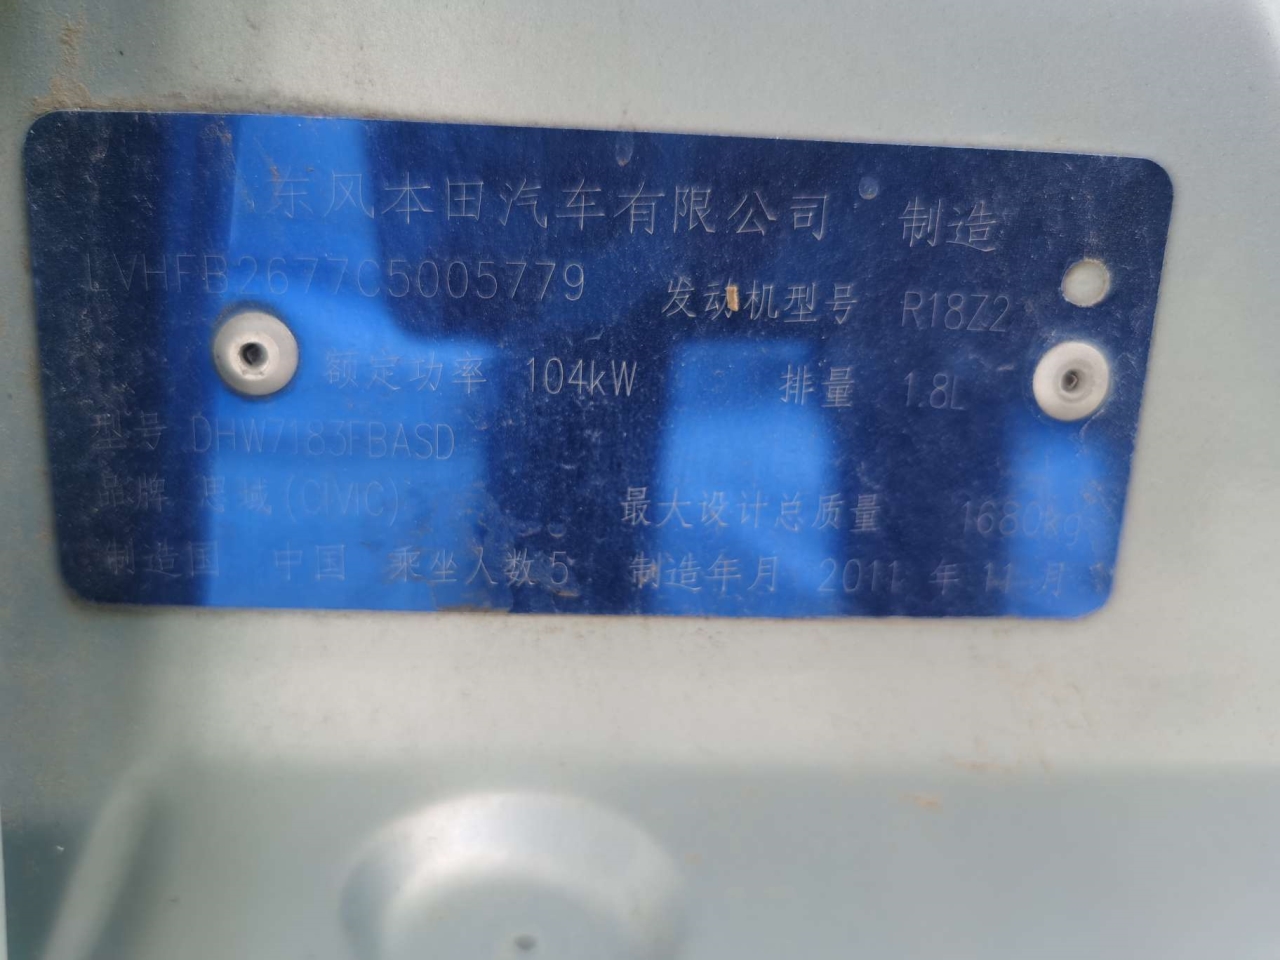 东风本田汽车有限公司 制造
LVHFB2677C5005779 发动机型号 R18Z2
额定功率 104kW 排量 1.8L
型号 DHW7183FBASD
品牌 思域(CIVIC) 最大设计总质量 1680kg
制造国 中国 乘坐人数 5 制造年月 2011 年 11 月